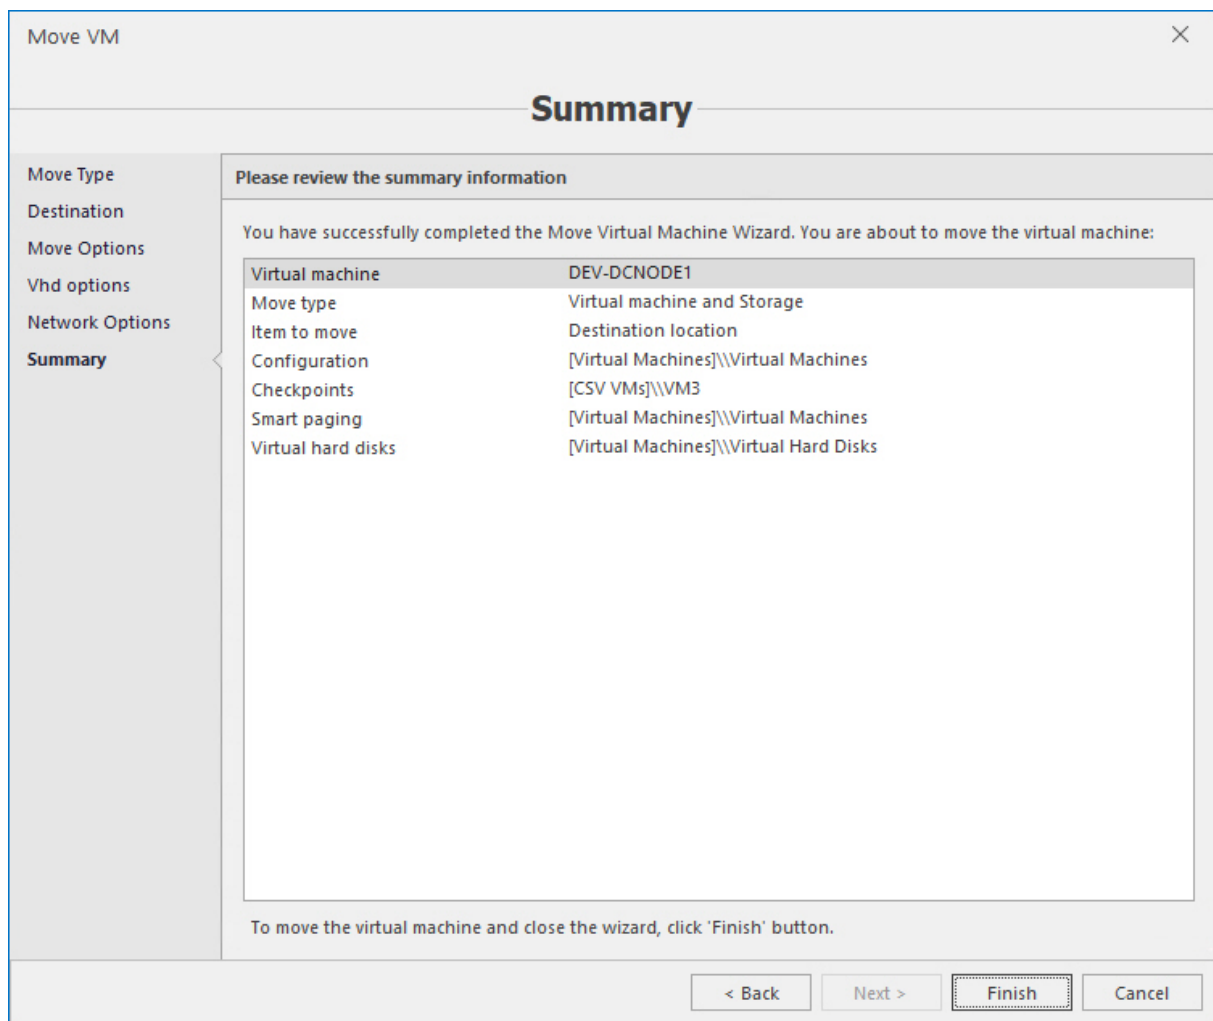 Move VM
Summary
Move Type
Destination
Move Options
Vhd options
Network Options
Summary
Please review the summary information
You have successfully completed the Move Virtual Machine Wizard. You are about to move the virtual machine:
Virtual machine DEV-DCNODE1
Move type Virtual machine and Storage
Item to move Destination location
Configuration [Virtual Machines]\\Virtual Machines
Checkpoints [CSV VMs]\\VM3
Smart paging [Virtual Machines]\\Virtual Machines
Virtual hard disks [Virtual Machines]\\Virtual Hard Disks
To move the virtual machine and close the wizard, click 'Finish' button.
< Back Next > Finish Cancel